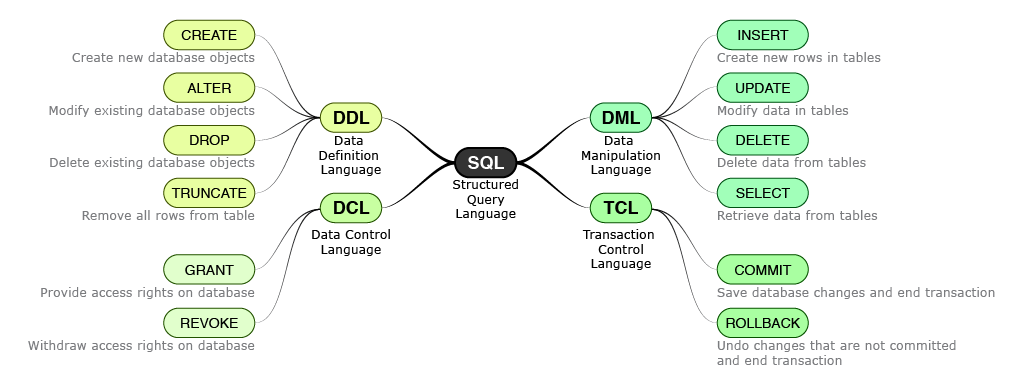 CREATE
Create new database objects
ALTER
Modify existing database objects
DROP
Delete existing database objects
TRUNCATE
Remove all rows from table
DDL
Data
Definition
Language
DCL
Data Control
Language
GRANT
Provide access rights on database
REVOKE
Withdraw access rights on database
SQL
Structured
Query
Language
DML
Data
Manipulation
Language
INSERT
Create new rows in tables
UPDATE
Modify data in tables
DELETE
Delete data from tables
SELECT
Retrieve data from tables
TCL
Transaction
Control
Language
COMMIT
Save database changes and end transaction
ROLLBACK
Undo changes that are not committed
and end transaction